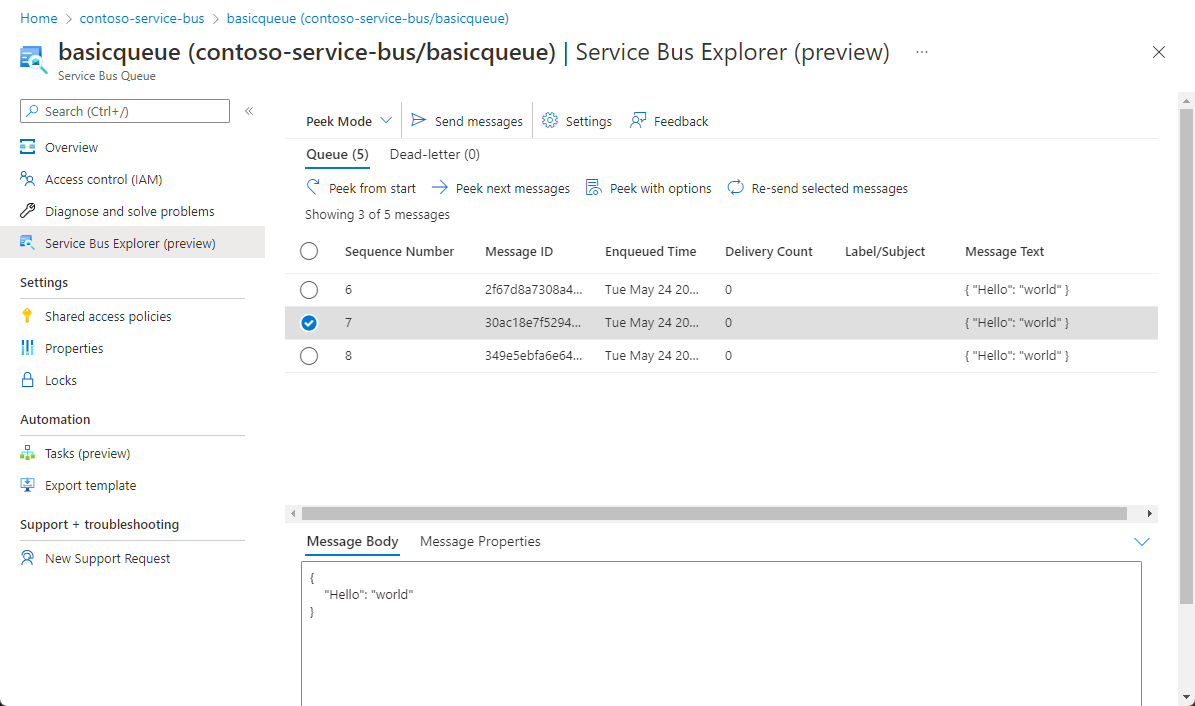 Home > contoso-service-bus > basicqueue (contoso-service-bus/basicqueue)
basicqueue (contoso-service-bus/basicqueue) | Service Bus Explorer (preview) ...
Service Bus Queue
Search (Ctrl+/) «
Overview
Access control (IAM)
Diagnose and solve problems
Service Bus Explorer (preview)
Settings
Shared access policies
Properties
Locks
Automation
Tasks (preview)
Export template
Support + troubleshooting
New Support Request
Peek Mode Send messages Settings Feedback
Queue (5) Dead-letter (0)
Peek from start Peek next messages Peek with options Re-send selected messages
Showing 3 of 5 messages
Sequence Number Message ID Enqueued Time Delivery Count Label/Subject Message Text
6 2f67d8a7308a4... Tue May 24 20... 0 { "Hello": "world" }
7 30ac18e7f5294... Tue May 24 20... 0 { "Hello": "world" }
8 349e5ebfa6e64... Tue May 24 20... 0 { "Hello": "world" }
Message Body Message Properties
{
"Hello": "world"
}